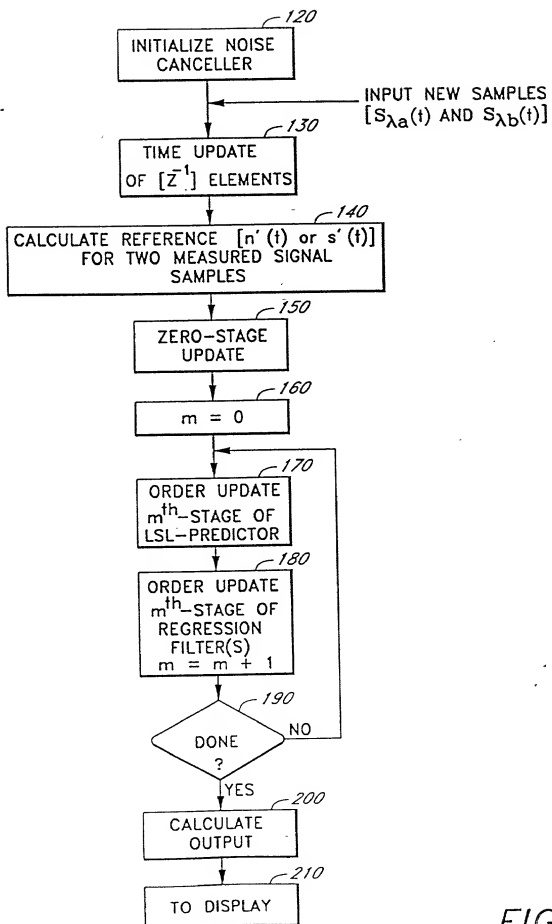 120
INITIALIZE NOISE
CANCELLER
INPUT NEW SAMPLES
[Sλa(t) AND Sλb(t)]
130
TIME UPDATE
OF [Z⁻¹] ELEMENTS
140
CALCULATE REFERENCE [n'(t) or s'(t)]
FOR TWO MEASURED SIGNAL
SAMPLES
150
ZERO-STAGE
UPDATE
160
m = 0
170
ORDER UPDATE
mth-STAGE OF
LSL-PREDICTOR
180
ORDER UPDATE
mth-STAGE OF
REGRESSION
FILTER(S)
m = m + 1
190
DONE
?
NO
YES
200
CALCULATE
OUTPUT
210
TO DISPLAY
FIG